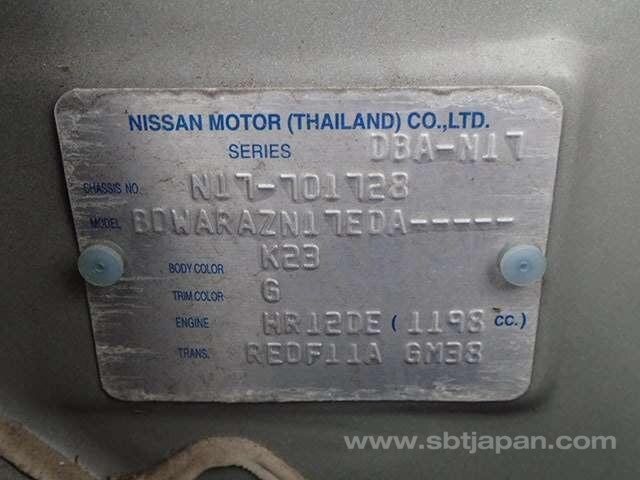 NISSAN MOTOR (THAILAND) CO.,LTD.
SERIES DBA-N17
CHASSIS NO. N17-701728
MODEL BDWARAZN17EDA-----
BODY COLOR K23
TRIM COLOR G
ENGINE HR12DE ( 1198 CC.)
TRANS. RE0F11A GM38
www.sbtjapan.com